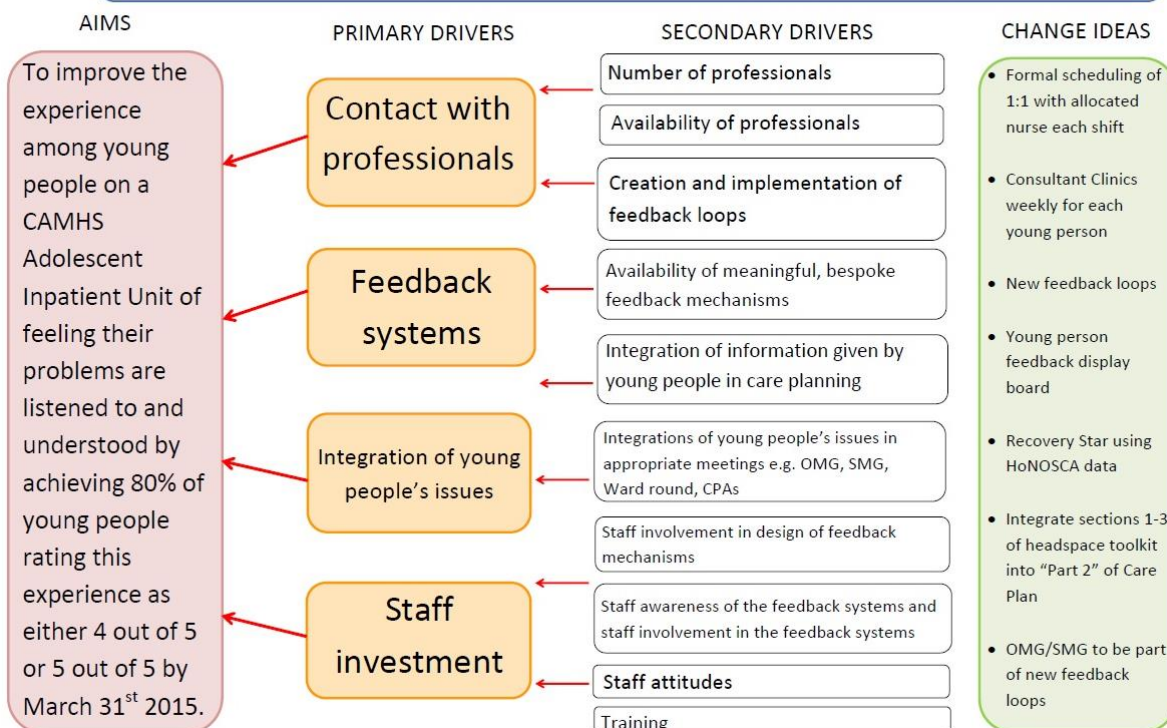 AIMS
To improve the
experience
among young
people on a
CAMHS
Adolescent
Inpatient Unit of
feeling their
problems are
listened to and
understood by
achieving 80% of
young people
rating this
experience as
either 4 out of 5
or 5 out of 5 by
March 31st 2015.
PRIMARY DRIVERS
Contact with
professionals
Feedback
systems
Integration of young
people's issues
Staff
investment
SECONDARY DRIVERS
Number of professionals
Availability of professionals
Creation and implementation of
feedback loops
Availability of meaningful, bespoke
feedback mechanisms
Integration of information given by
young people in care planning
Integrations of young people's issues in
appropriate meetings e.g. OMG, SMG,
Ward round, CPAs
Staff involvement in design of feedback
mechanisms
Staff awareness of the feedback systems and
staff involvement in the feedback systems
Staff attitudes
Training
CHANGE IDEAS
• Formal scheduling of
1:1 with allocated
nurse each shift
• Consultant Clinics
weekly for each
young person
• New feedback loops
• Young person
feedback display
board
• Recovery Star using
HoNOSCA data
• Integrate sections 1-3
of headspace toolkit
into "Part 2" of Care
Plan
• OMG/SMG to be part
of new feedback
loops